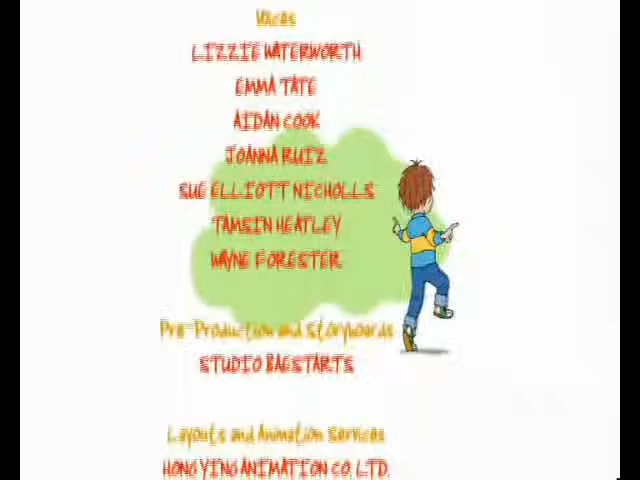 Voices
LIZZIE WATERWORTH
EMMA TATE
AIDAN COOK
JOANNA RUIZ
SUE ELLIOTT NICHOLLS
TAMSIN HEATLEY
WAYNE FORESTER
Pre-Production and Storyboards
STUDIO BAESTARTS
Layouts and Animation Services
HONG YING ANIMATION CO. LTD.